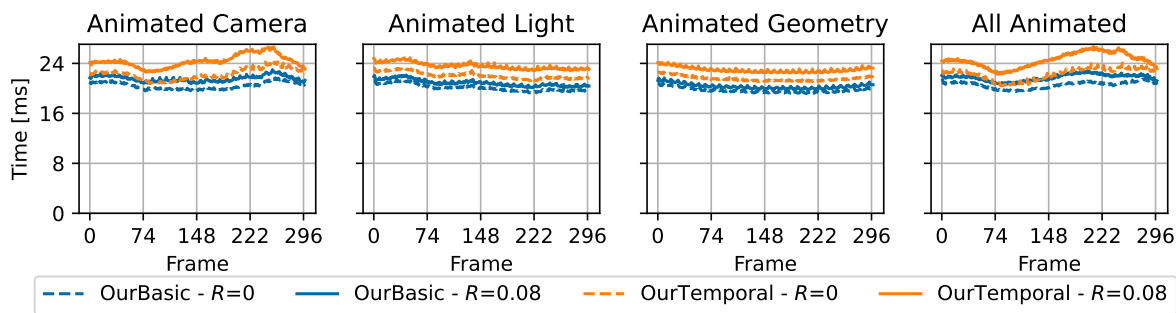 Animated Camera Animated Light Animated Geometry All Animated
Time [ms]
24
16
8
0
0 74 148 222 296 0 74 148 222 296 0 74 148 222 296 0 74 148 222 296
Frame Frame Frame Frame
OurBasic - R=0 OurBasic - R=0.08 OurTemporal - R=0 OurTemporal - R=0.08